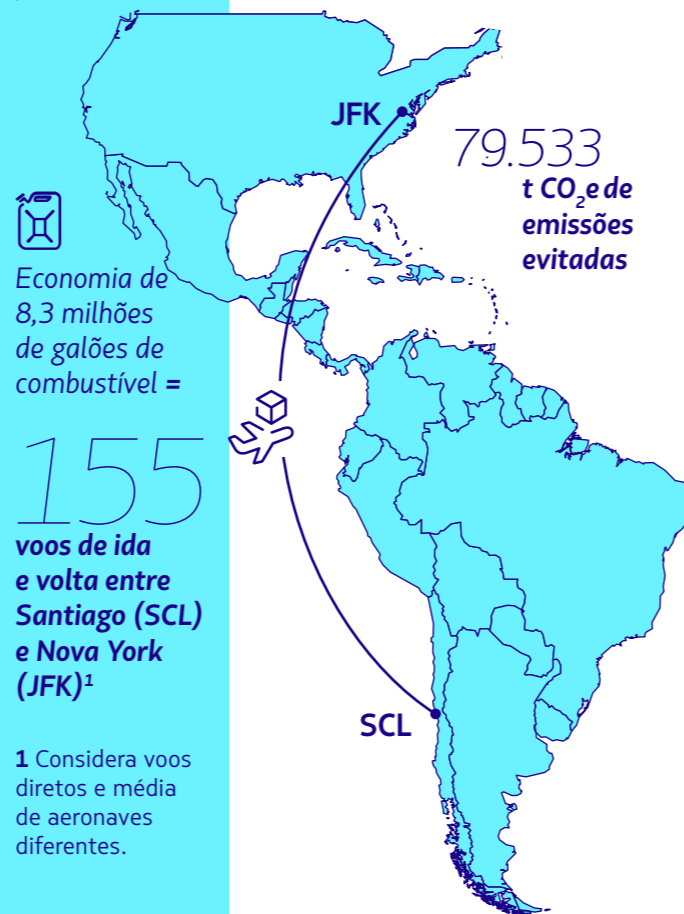 Economia de
8,3 milhões
de galões de
combustível =
155
voos de ida
e volta entre
Santiago (SCL)
e Nova York
(JFK)¹
1 Considera voos
diretos e média
de aeronaves
diferentes.
JFK
79.533
t CO₂e de
emissões
evitadas
SCL